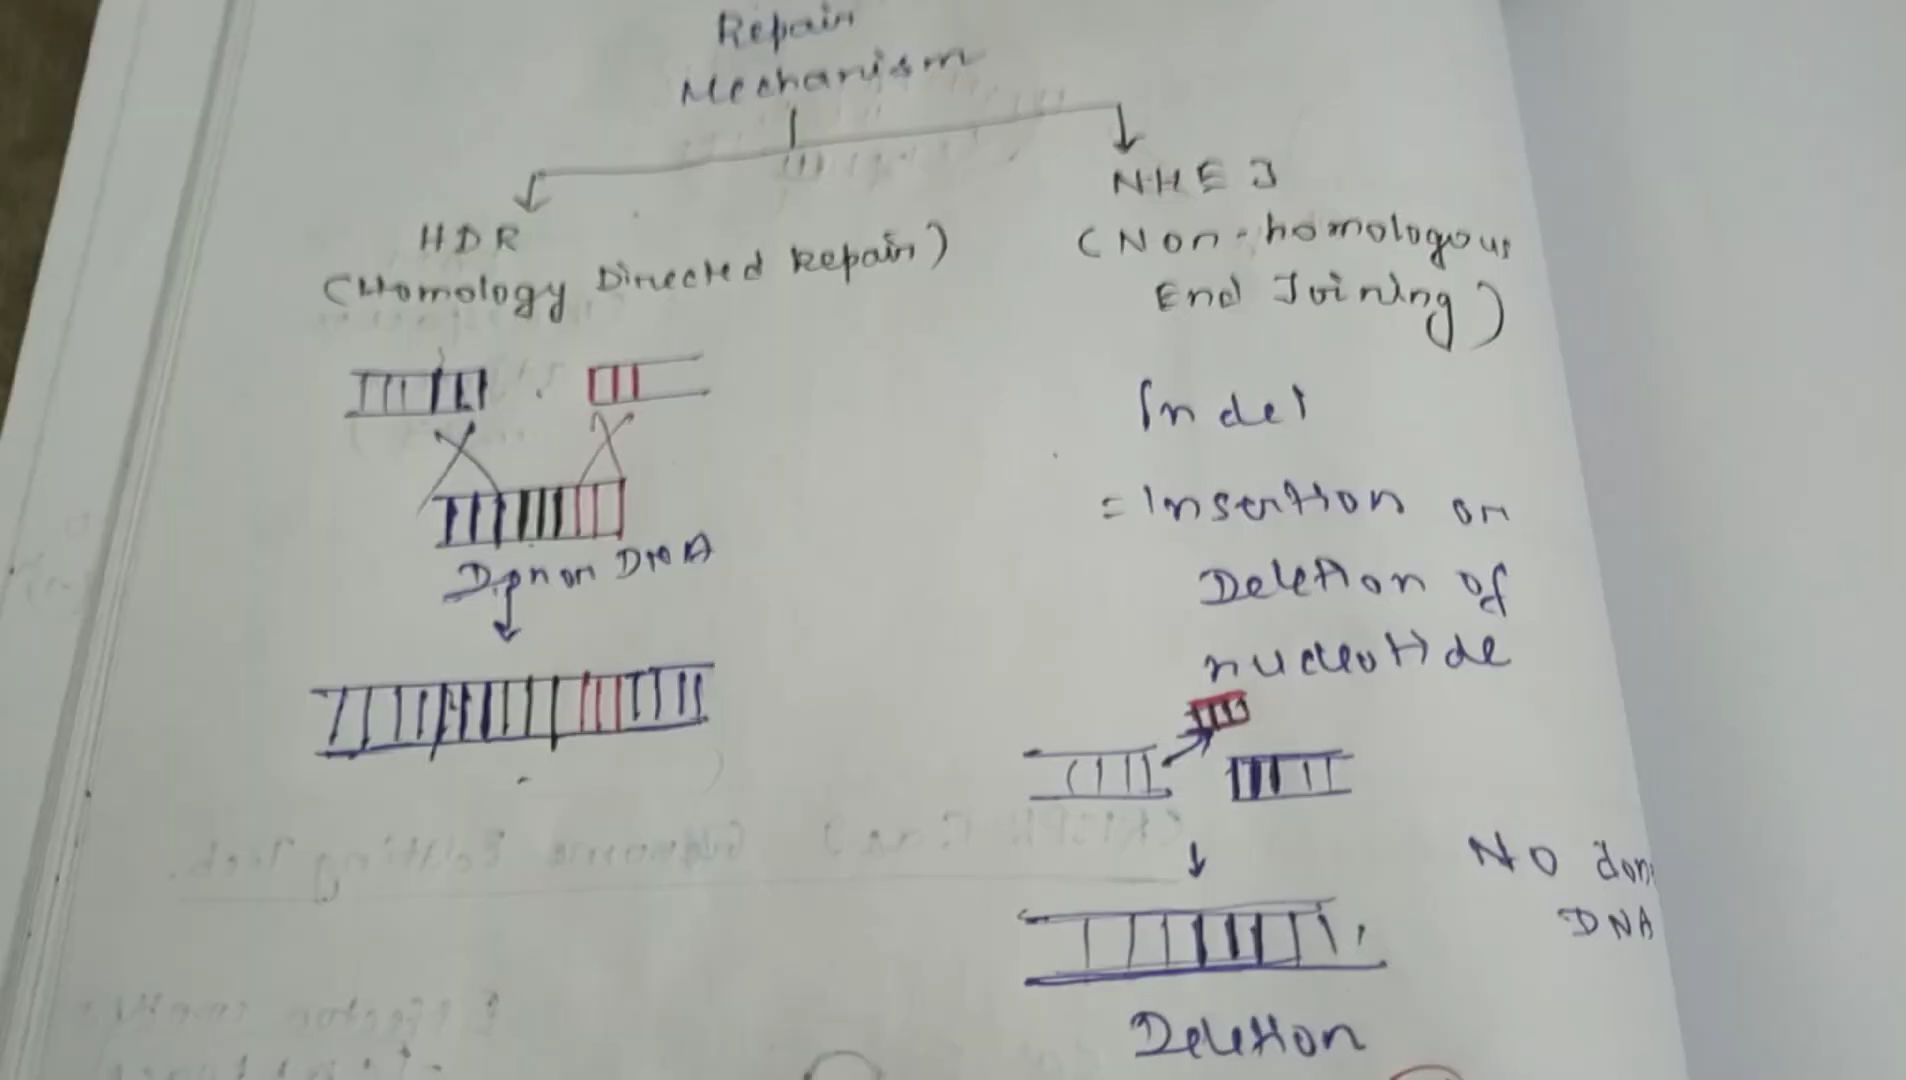 Repair
Mechanism
HDR
(Homology Directed Repair)
Donor DNA
NHEJ
(Non-homologous
End Joining)
Indel
= Insertion or
Deletion of
nucleotide
No don
DNA
Deletion